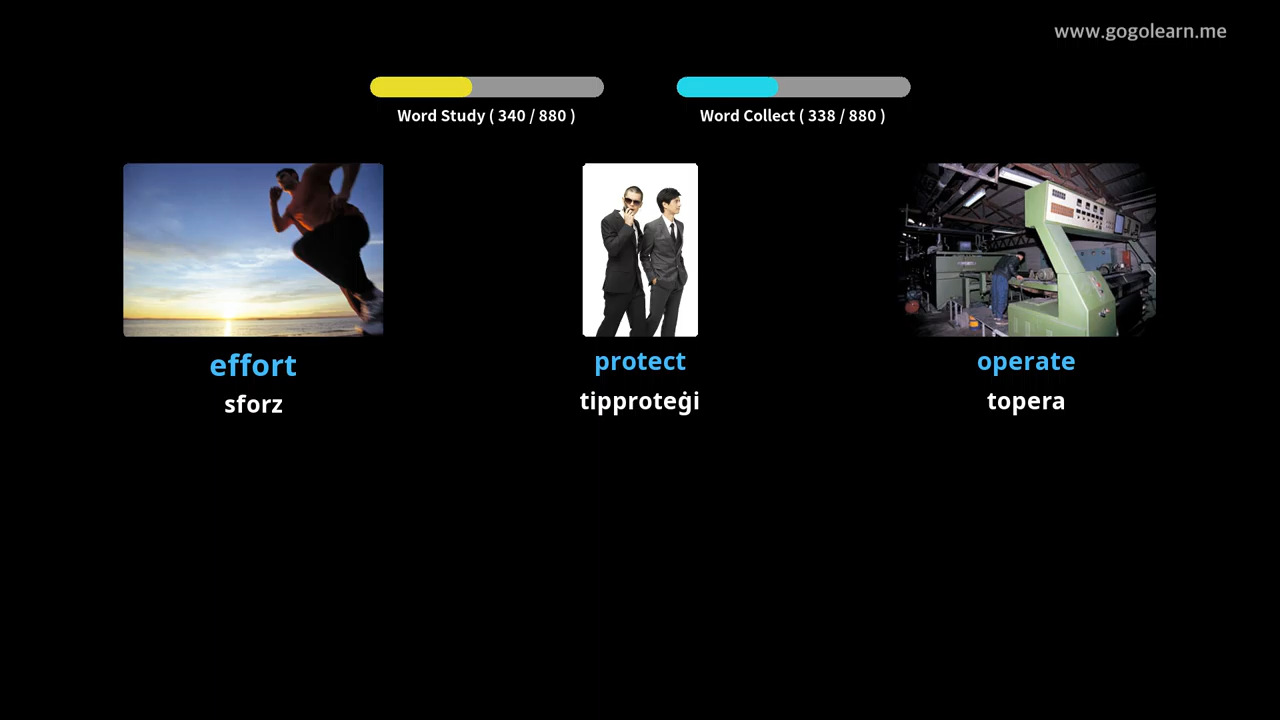 www.gogolearn.me
Word Study ( 340 / 880 )
Word Collect ( 338 / 880 )
effort
protect
operate
sforz
tipproteġi
topera